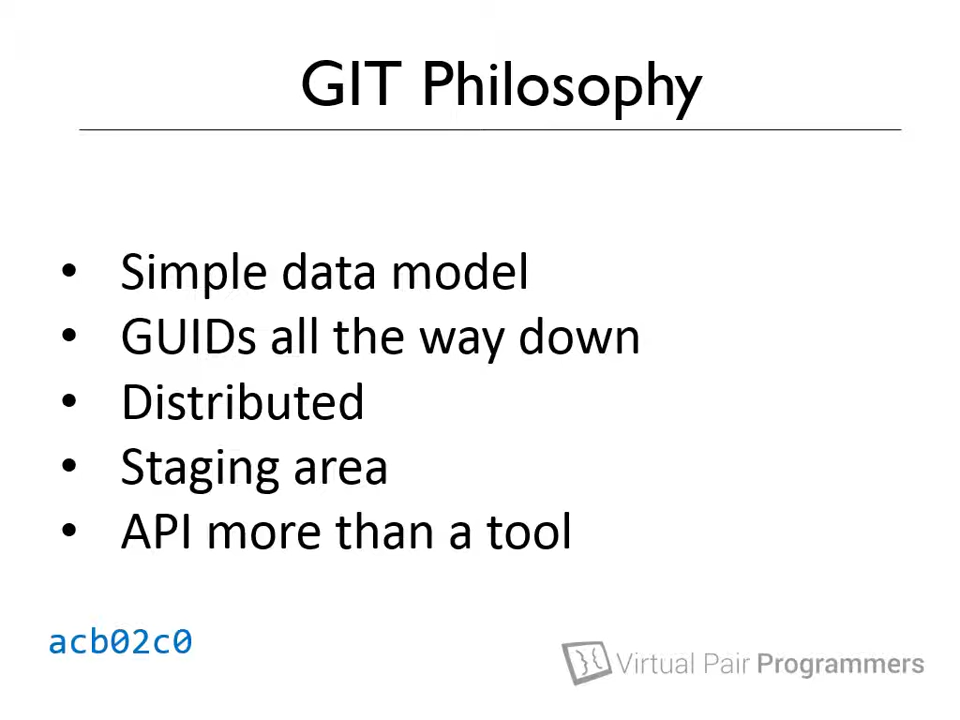 GIT Philosophy
• Simple data model
• GUIDs all the way down
• Distributed
• Staging area
• API more than a tool
acb02c0
Virtual Pair Programmers